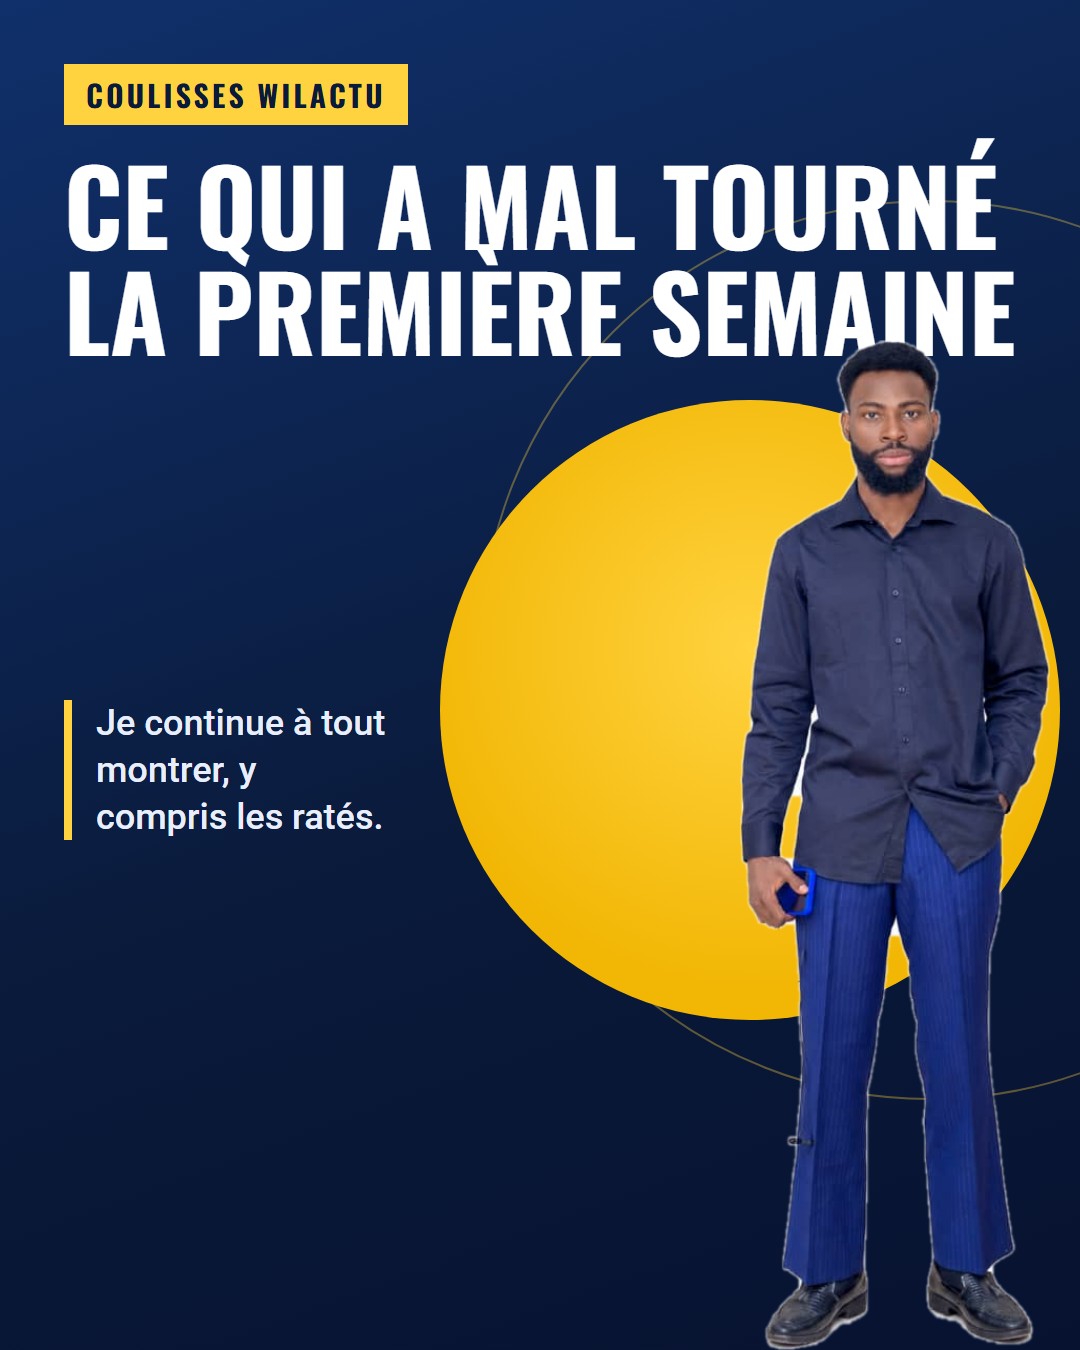 COULISSES WILACTU
CE QUI A MAL TOURNÉ
LA PREMIÈRE SEMAINE
Je continue à tout
montrer, y
compris les ratés.